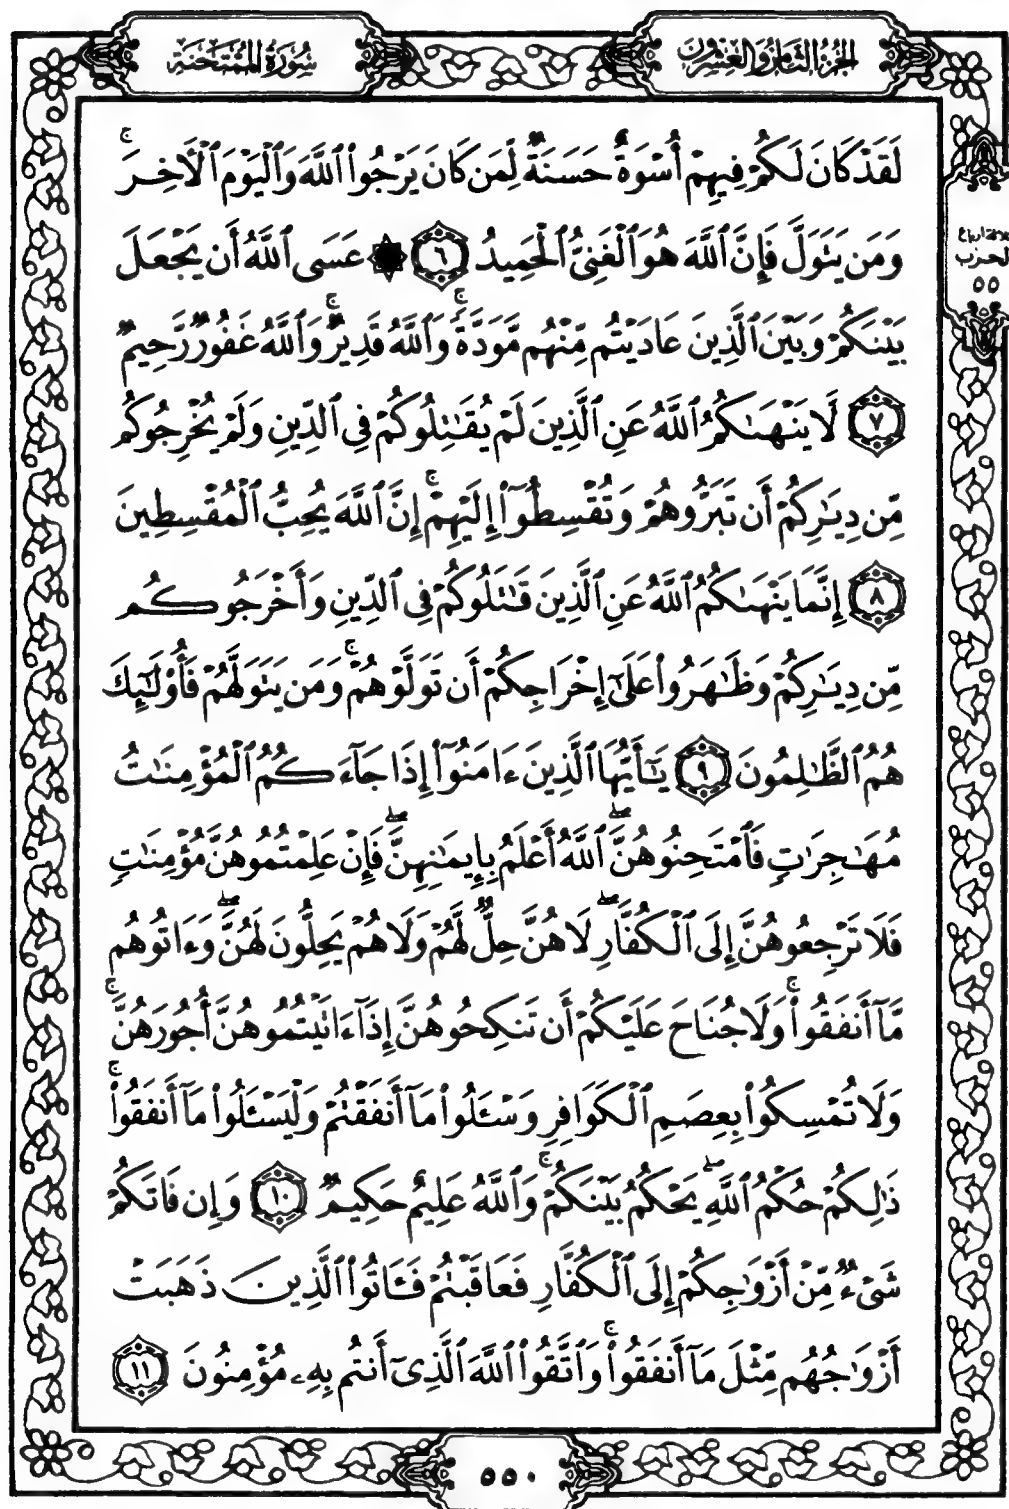 الجزء الثامن والعشرون
سورة الممتحنة
لَقَدْ كَانَ لَكُمْ فِيهِمْ أُسْوَةٌ حَسَنَةٌ لِّمَن كَانَ يَرْجُوا۟ ٱللَّهَ وَٱلْيَوْمَ ٱلْءَاخِرَ ۚ
وَمَن يَتَوَلَّ فَإِنَّ ٱللَّهَ هُوَ ٱلْغَنِىُّ ٱلْحَمِيدُ ٦ ۞ عَسَى ٱللَّهُ أَن يَجْعَلَ
بَيْنَكُمْ وَبَيْنَ ٱلَّذِينَ عَادَيْتُم مِّنْهُم مَّوَدَّةً ۚ وَٱللَّهُ قَدِيرٌ ۚ وَٱللَّهُ غَفُورٌ رَّحِيمٌ
٧ لَّا يَنْهَىٰكُمُ ٱللَّهُ عَنِ ٱلَّذِينَ لَمْ يُقَـٰتِلُوكُمْ فِى ٱلدِّينِ وَلَمْ يُخْرِجُوكُم
مِّن دِيَـٰرِكُمْ أَن تَبَرُّوهُمْ وَتُقْسِطُوٓا۟ إِلَيْهِمْ ۚ إِنَّ ٱللَّهَ يُحِبُّ ٱلْمُقْسِطِينَ
٨ إِنَّمَا يَنْهَىٰكُمُ ٱللَّهُ عَنِ ٱلَّذِينَ قَـٰتَلُوكُمْ فِى ٱلدِّينِ وَأَخْرَجُوكُم
مِّن دِيَـٰرِكُمْ وَظَـٰهَرُوا۟ عَلَىٰٓ إِخْرَاجِكُمْ أَن تَوَلَّوْهُمْ ۚ وَمَن يَتَوَلَّهُمْ فَأُو۟لَـٰٓئِكَ
هُمُ ٱلظَّـٰلِمُونَ ٩ يَـٰٓأَيُّهَا ٱلَّذِينَ ءَامَنُوٓا۟ إِذَا جَآءَكُمُ ٱلْمُؤْمِنَـٰتُ
مُهَـٰجِرَٰتٍ فَٱمْتَحِنُوهُنَّ ۖ ٱللَّهُ أَعْلَمُ بِإِيمَـٰنِهِنَّ ۖ فَإِنْ عَلِمْتُمُوهُنَّ مُؤْمِنَـٰتٍ
فَلَا تَرْجِعُوهُنَّ إِلَى ٱلْكُفَّارِ ۖ لَا هُنَّ حِلٌّ لَّهُمْ وَلَا هُمْ يَحِلُّونَ لَهُنَّ ۖ وَءَاتُوهُم
مَّآ أَنفَقُوا۟ ۚ وَلَا جُنَاحَ عَلَيْكُمْ أَن تَنكِحُوهُنَّ إِذَآ ءَاتَيْتُمُوهُنَّ أُجُورَهُنَّ ۚ
وَلَا تُمْسِكُوا۟ بِعِصَمِ ٱلْكَوَافِرِ وَسْـَٔلُوا۟ مَآ أَنفَقْتُمْ وَلْيَسْـَٔلُوا۟ مَآ أَنفَقُوا۟ ۚ
ذَٰلِكُمْ حُكْمُ ٱللَّهِ ۖ يَحْكُمُ بَيْنَكُمْ ۚ وَٱللَّهُ عَلِيمٌ حَكِيمٌ ١٠ وَإِن فَاتَكُمْ
شَىْءٌ مِّنْ أَزْوَٰجِكُمْ إِلَى ٱلْكُفَّارِ فَعَاقَبْتُمْ فَـَٔاتُوا۟ ٱلَّذِينَ ذَهَبَتْ
أَزْوَٰجُهُم مِّثْلَ مَآ أَنفَقُوا۟ ۚ وَٱتَّقُوا۟ ٱللَّهَ ٱلَّذِىٓ أَنتُم بِهِۦ مُؤْمِنُونَ ١١
الحزب
٥٥
٥٥٠